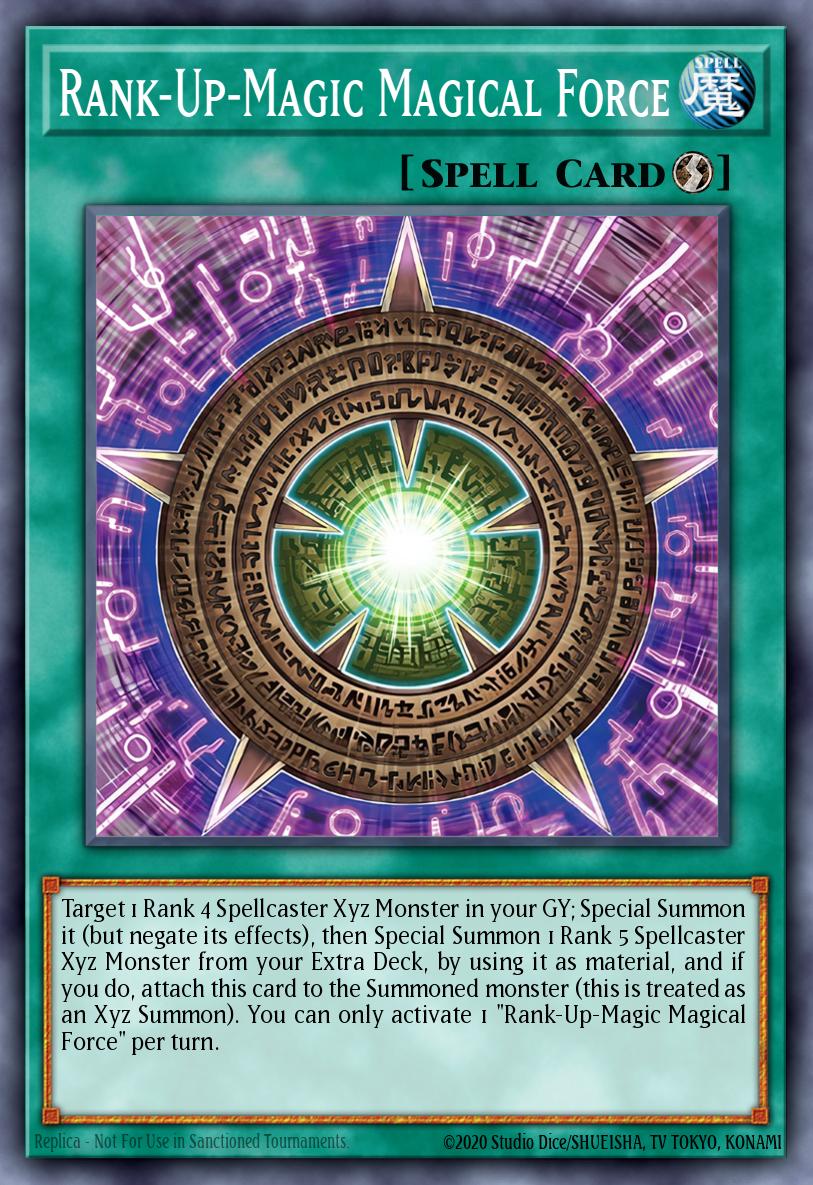 Rank-Up-Magic Magical Force
SPELL
魔
[Spell Card]
Target 1 Rank 4 Spellcaster Xyz Monster in your GY; Special Summon
it (but negate its effects), then Special Summon 1 Rank 5 Spellcaster
Xyz Monster from your Extra Deck, by using it as material, and if
you do, attach this card to the Summoned monster (this is treated as
an Xyz Summon). You can only activate 1 "Rank-Up-Magic Magical
Force" per turn.
Replica - Not For Use in Sanctioned Tournaments.
©2020 Studio Dice/SHUEISHA, TV TOKYO, KONAMI